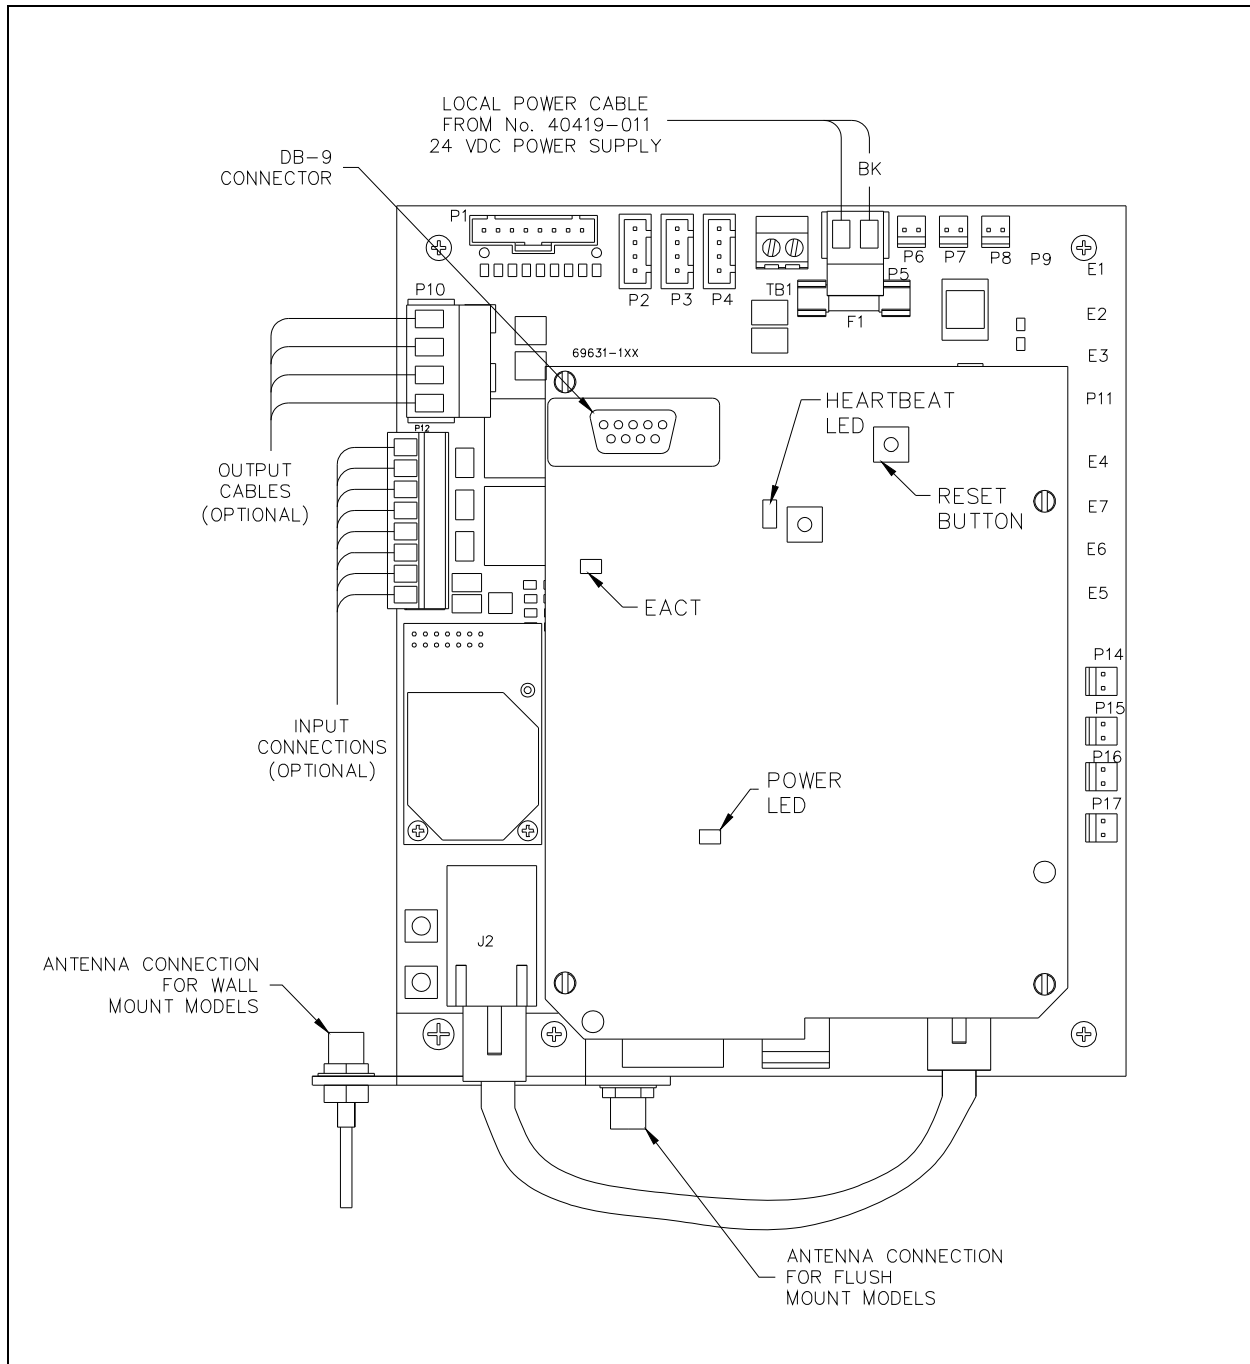 LOCAL POWER CABLE
FROM No. 40419-011
24 VDC POWER SUPPLY
DB-9
CONNECTOR
BK
P1
P2
P3
P4
TB1
F1
P5
P6
P7
P8
P9
E1
E2
E3
P11
E4
E7
E6
E5
P10
69631-1XX
P12
HEARTBEAT
LED
RESET
BUTTON
OUTPUT
CABLES
(OPTIONAL)
EACT
INPUT
CONNECTIONS
(OPTIONAL)
P14
P15
P16
P17
POWER
LED
J2
ANTENNA CONNECTION
FOR WALL
MOUNT MODELS
ANTENNA CONNECTION
FOR FLUSH
MOUNT MODELS